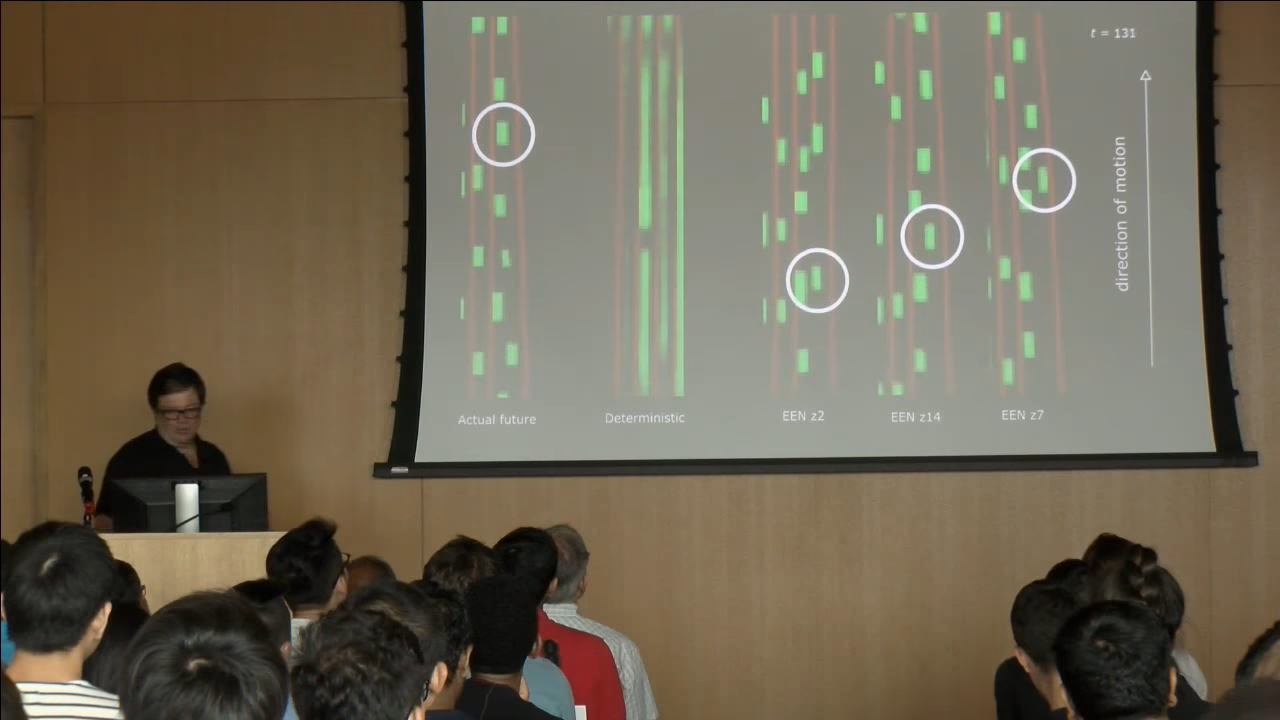 t = 131
direction of motion
Actual future
Deterministic
EEN z2
EEN z14
EEN z7